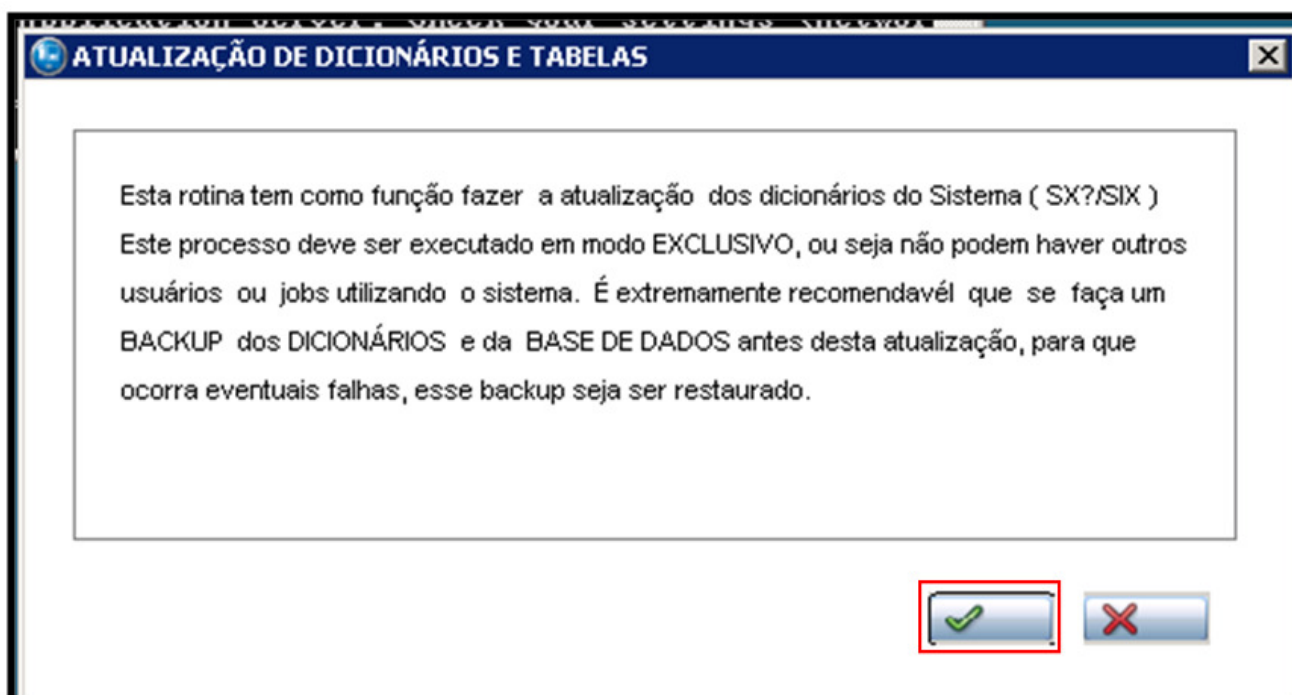 ATUALIZAÇÃO DE DICIONÁRIOS E TABELAS
Esta rotina tem como função fazer a atualização dos dicionários do Sistema ( SX?/SIX )
Este processo deve ser executado em modo EXCLUSIVO, ou seja não podem haver outros
usuários ou jobs utilizando o sistema. É extremamente recomendavél que se faça um
BACKUP dos DICIONÁRIOS e da BASE DE DADOS antes desta atualização, para que
ocorra eventuais falhas, esse backup seja ser restaurado.